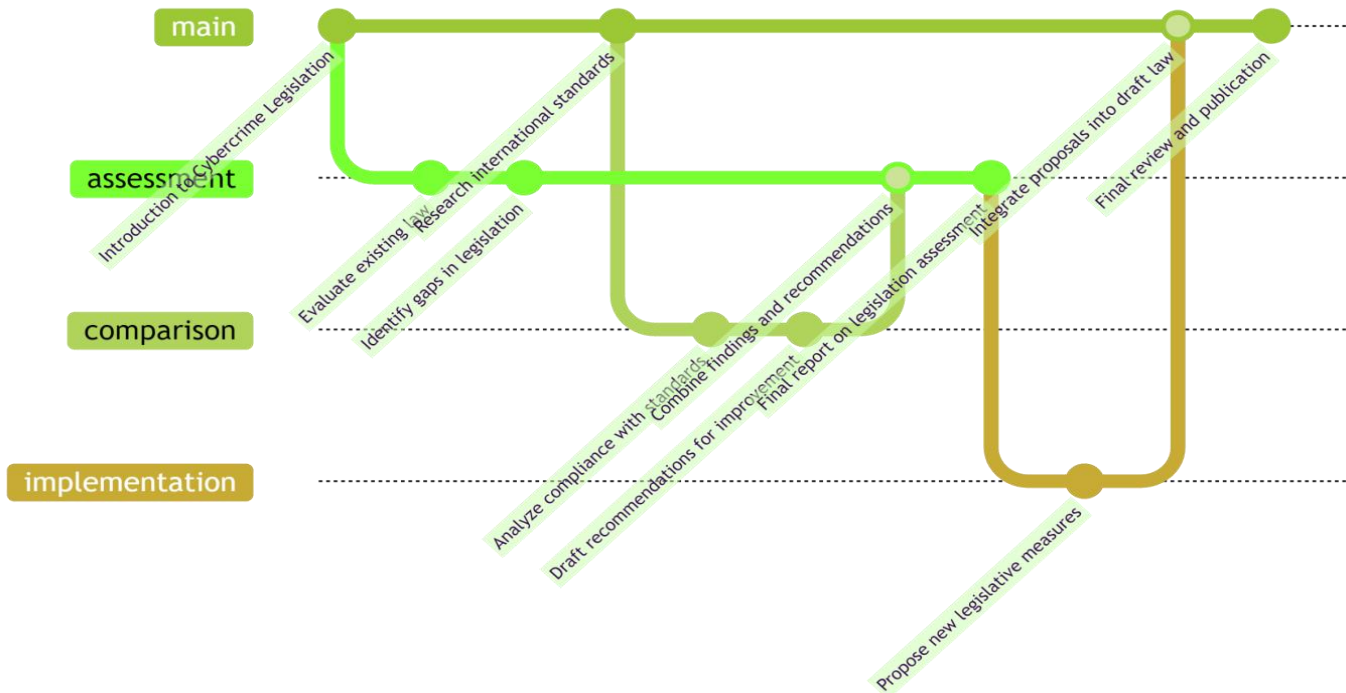 main
Introduction to Cybercrime Legislation
Research international standards
Integrate proposals into draft law
Final review and publication
assessment
Evaluate existing law
Identify gaps in legislation
Combine findings and recommendations
Final report on legislation assessment
comparison
Analyze compliance with standards
Draft recommendations for improvement
implementation
Propose new legislative measures